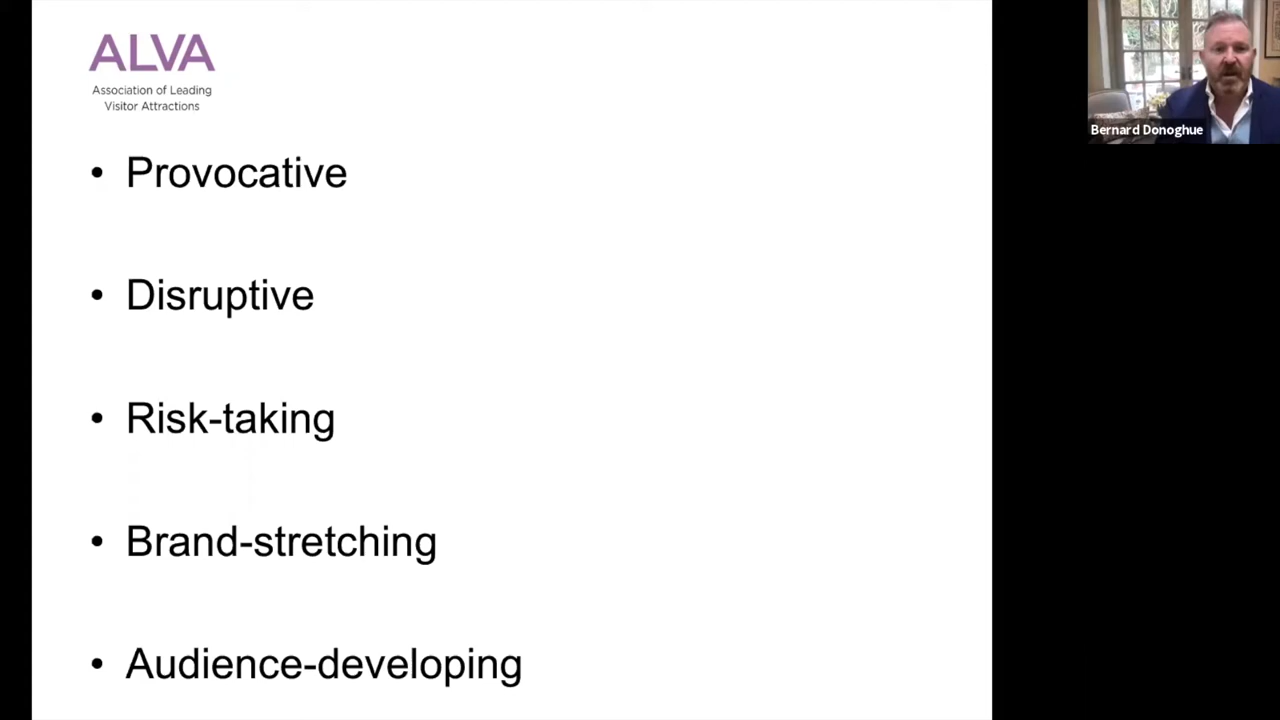 ALVA
Association of Leading
Visitor Attractions
• Provocative
• Disruptive
• Risk-taking
• Brand-stretching
• Audience-developing
Bernard Donoghue